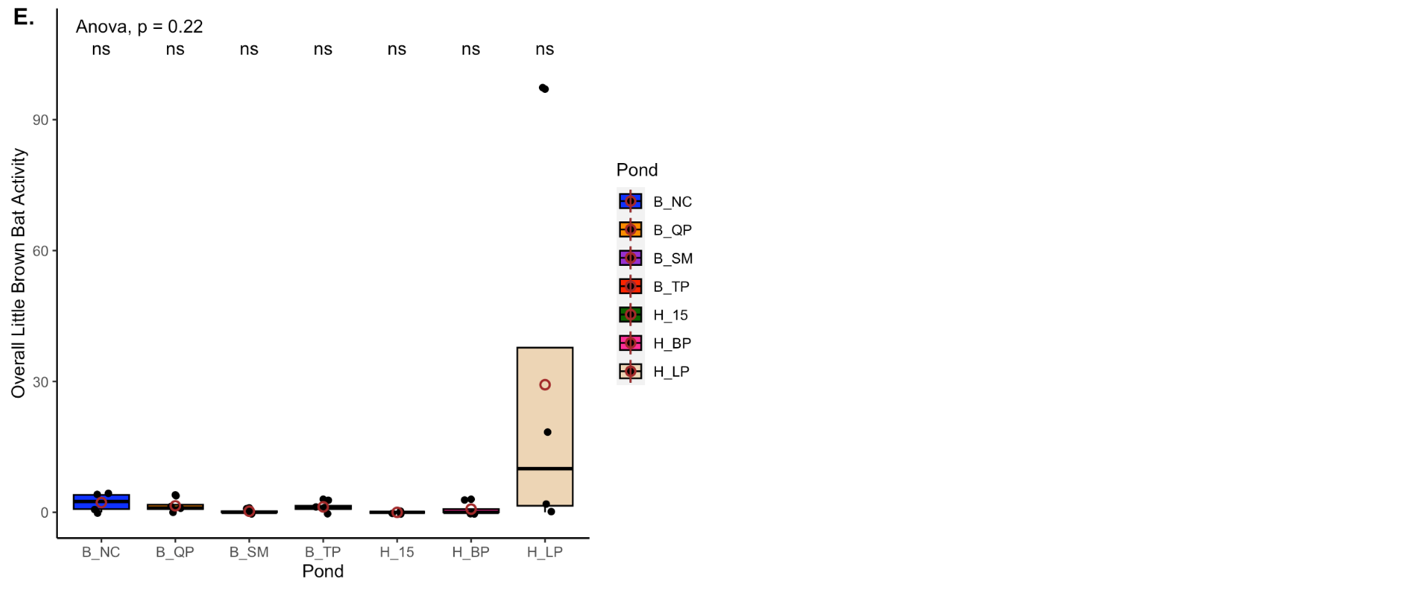 E.
Anova, p = 0.22
ns ns ns ns ns ns ns
Overall Little Brown Bat Activity
90
60
30
0
B_NC B_QP B_SM B_TP H_15 H_BP H_LP
Pond
Pond
B_NC
B_QP
B_SM
B_TP
H_15
H_BP
H_LP